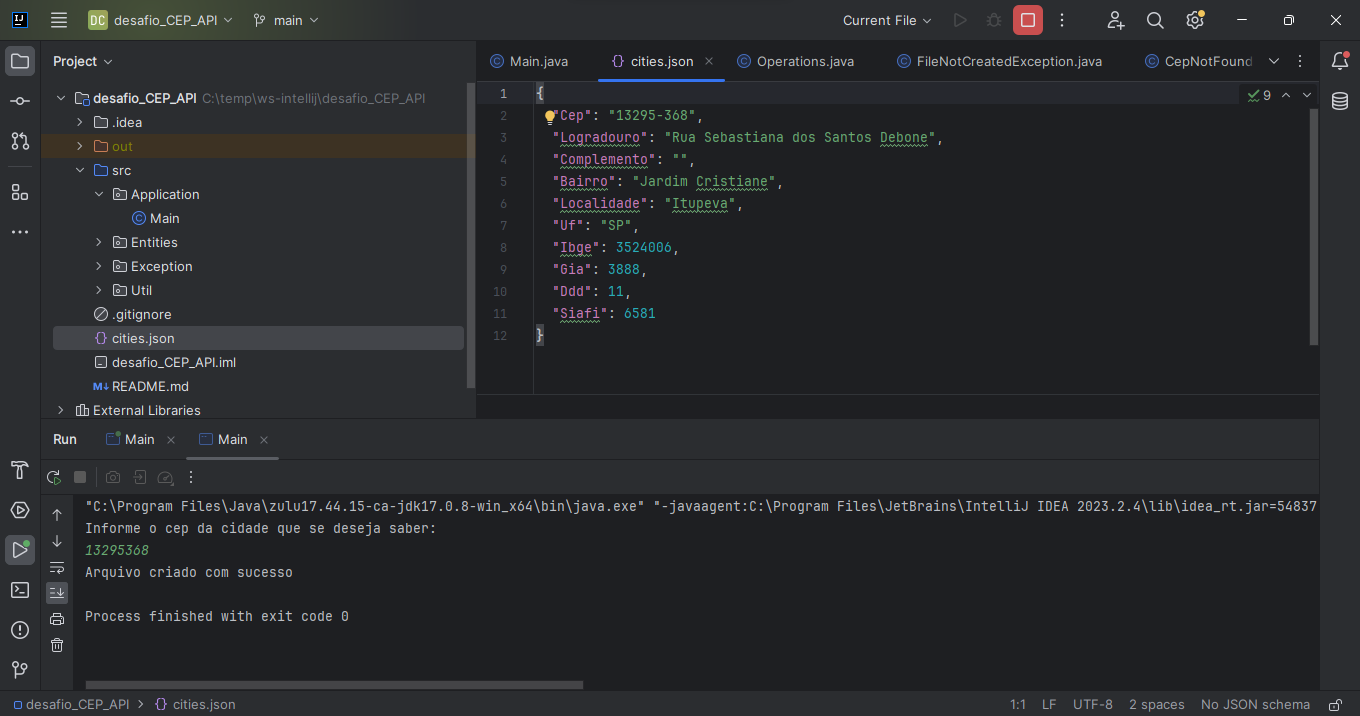 DC desafio_CEP_API main Current File
Project
Main.java cities.json Operations.java FileNotCreatedException.java CepNotFound
desafio_CEP_API C:\temp\ws-intellij\desafio_CEP_API
.idea
out
src
Application
Main
Entities
Exception
Util
.gitignore
cities.json
desafio_CEP_API.iml
README.md
External Libraries
9
1 {
2 "Cep": "13295-368",
3 "Logradouro": "Rua Sebastiana dos Santos Debone",
4 "Complemento": "",
5 "Bairro": "Jardim Cristiane",
6 "Localidade": "Itupeva",
7 "Uf": "SP",
8 "Ibge": 3524006,
9 "Gia": 3888,
10 "Ddd": 11,
11 "Siafi": 6581
12 }
Run Main Main
"C:\Program Files\Java\zulu17.44.15-ca-jdk17.0.8-win_x64\bin\java.exe" "-javaagent:C:\Program Files\JetBrains\IntelliJ IDEA 2023.2.4\lib\idea_rt.jar=54837
Informe o cep da cidade que se deseja saber:
13295368
Arquivo criado com sucesso
Process finished with exit code 0
desafio_CEP_API cities.json 1:1 LF UTF-8 2 spaces No JSON schema